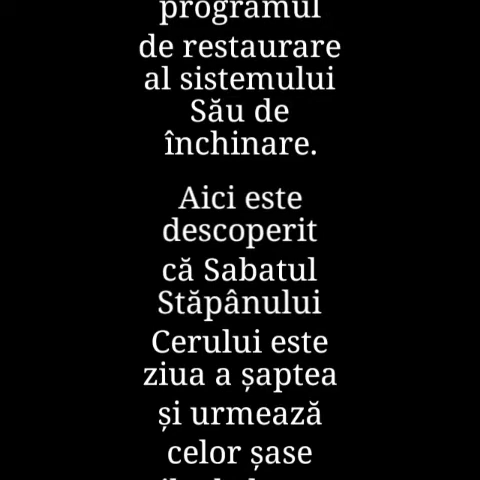 programul
de restaurare
al sistemului
Său de
închinare.
Aici este
descoperit
că Sabatul
Stăpânului
Cerului este
ziua a șaptea
și urmează
celor șase